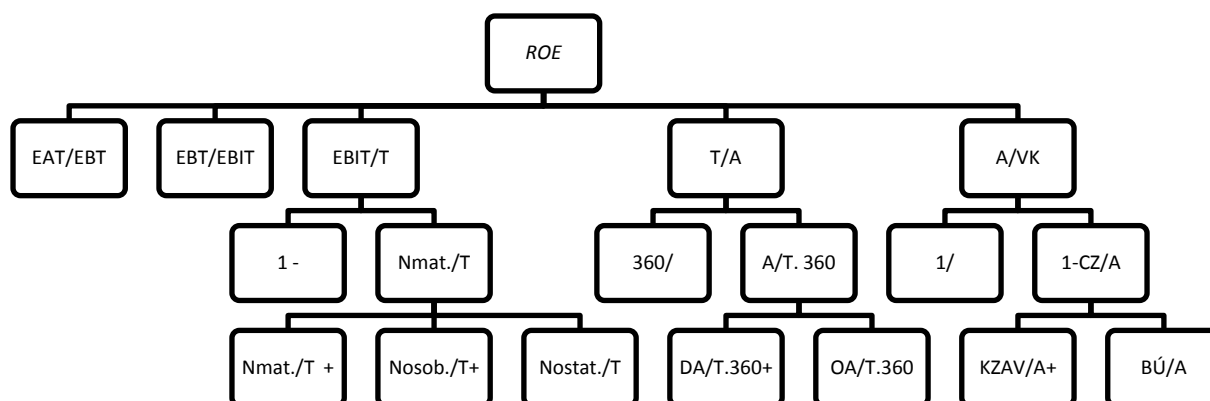 ROE
EAT/EBT
EBT/EBIT
EBIT/T
T/A
A/VK
1 -
Nmat./T
360/
A/T. 360
1/
1-CZ/A
Nmat./T +
Nosob./T+
Nostat./T
DA/T.360+
OA/T.360
KZAV/A+
BÚ/A